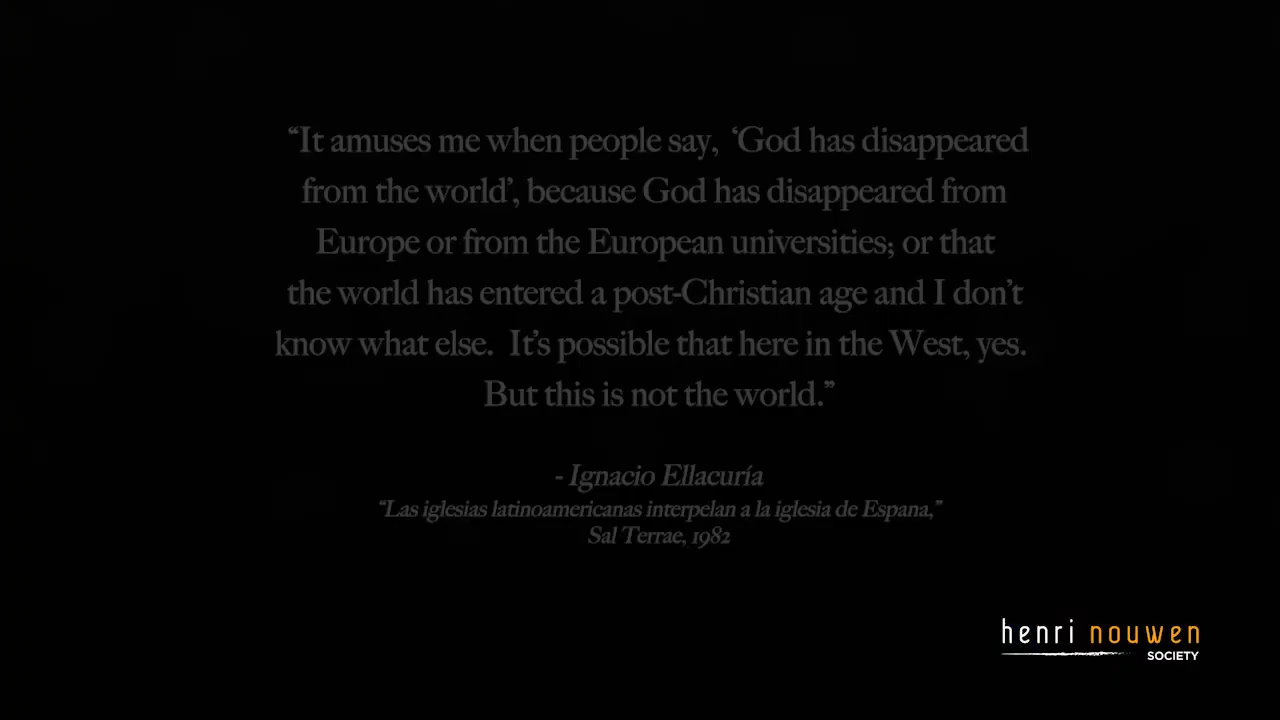 “It amuses me when people say, ‘God has disappeared
from the world’, because God has disappeared from
Europe or from the European universities; or that
the world has entered a post-Christian age and I don’t
know what else. It’s possible that here in the West, yes.
But this is not the world.”
- Ignacio Ellacuría
“Las iglesias latinoamericanas interpelan a la iglesia de Espana,”
Sal Terrae, 1982
henri nouwen
SOCIETY